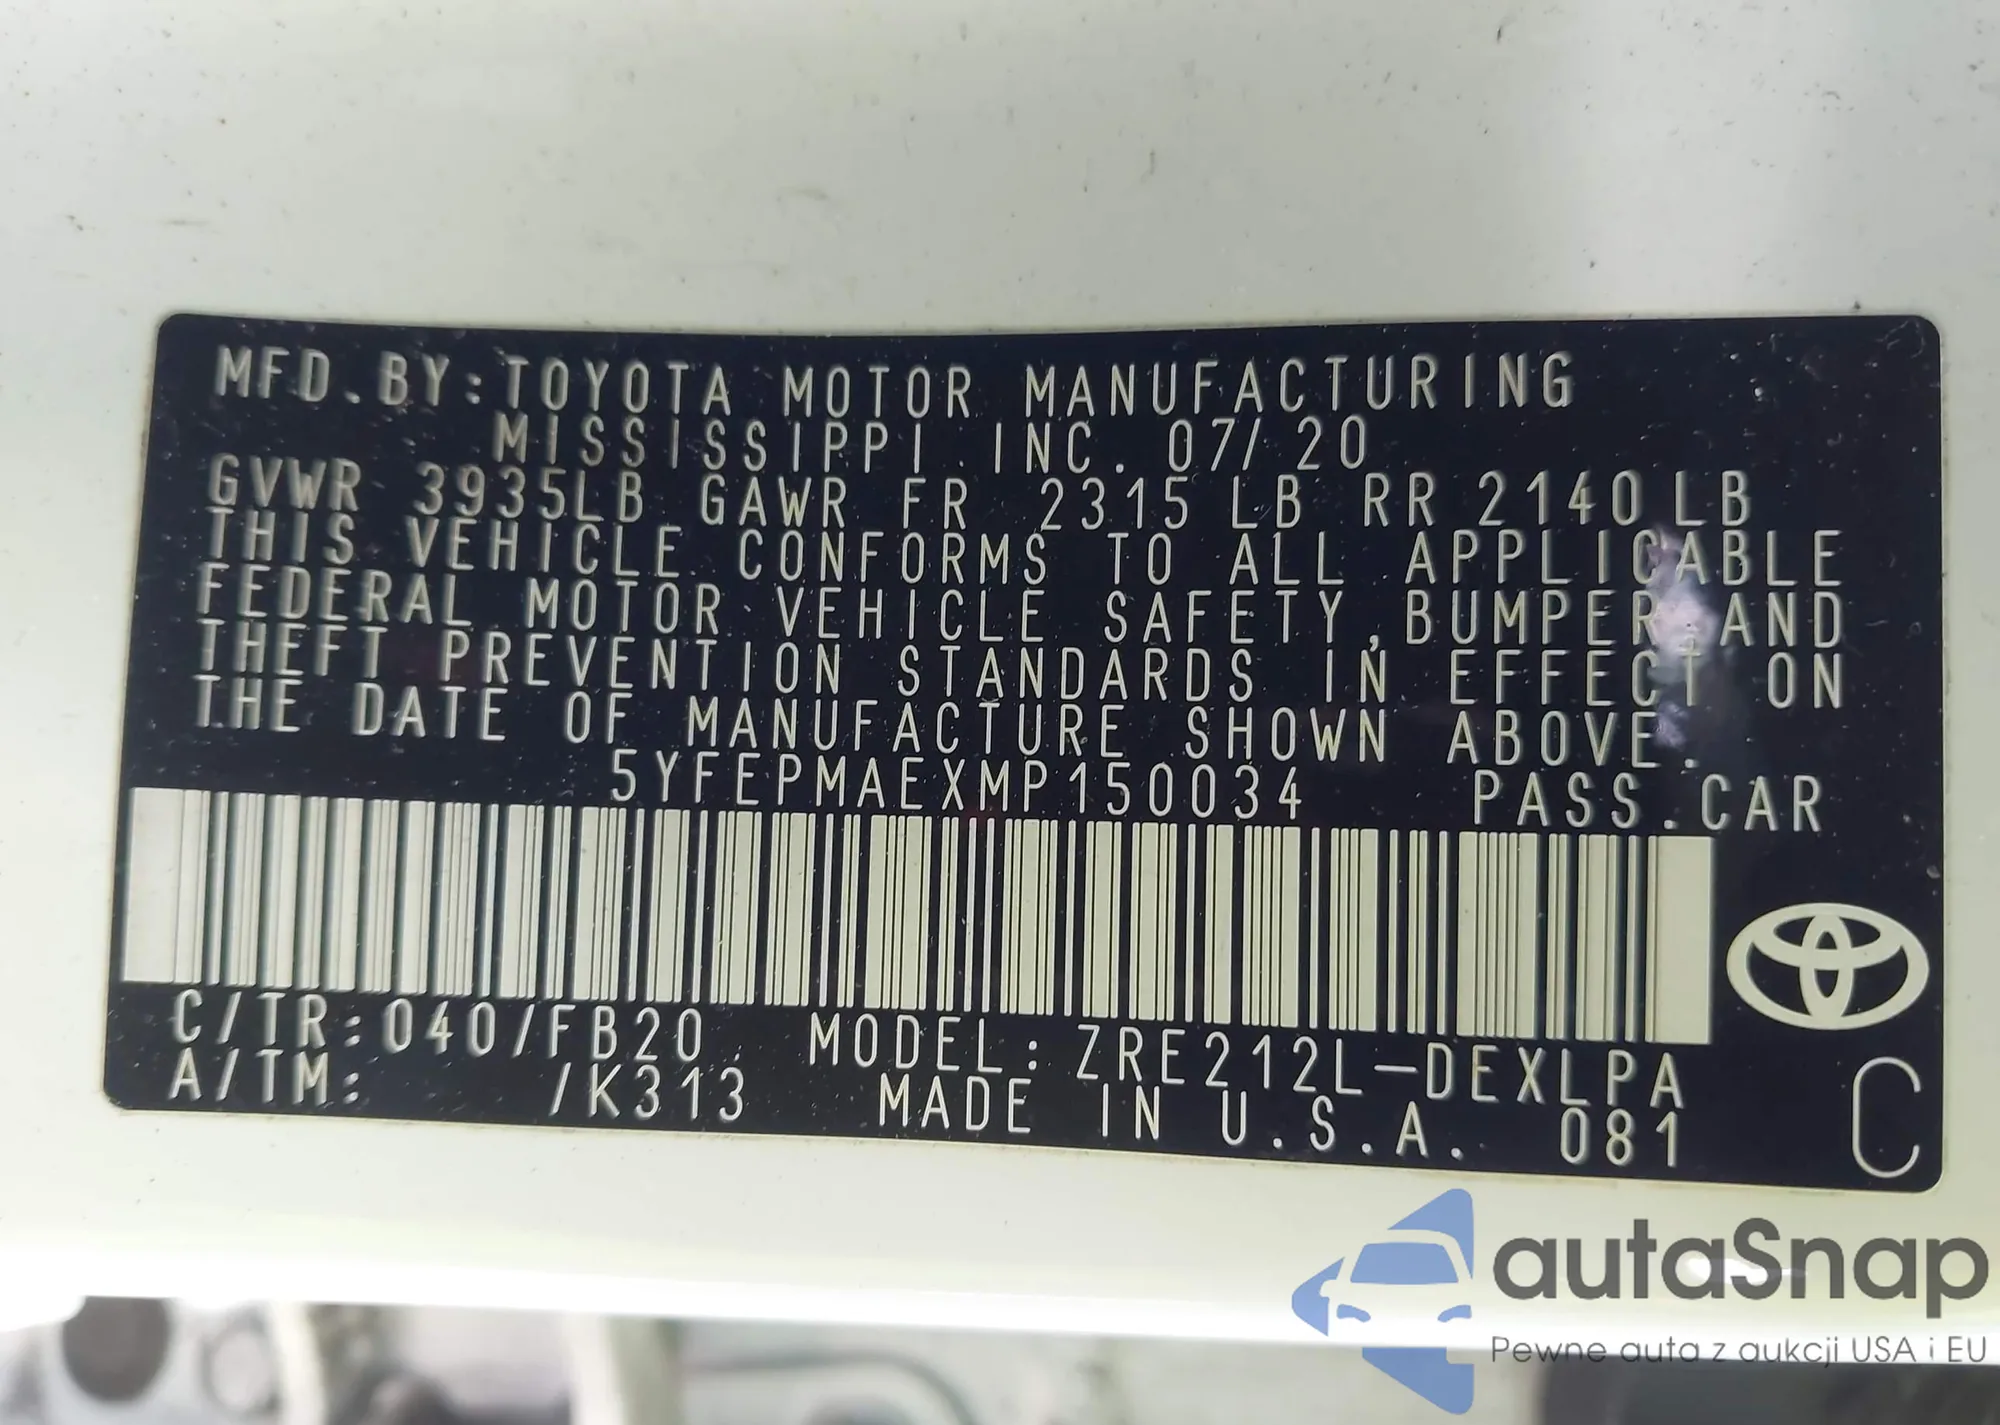 MFD.BY:TOYOTA MOTOR MANUFACTURING
MISSISSIPPI INC. 07/20
GVWR 3935LB GAWR FR 2315 LB RR 2140LB
THIS VEHICLE CONFORMS TO ALL APPLICABLE
FEDERAL MOTOR VEHICLE SAFETY,BUMPER,AND
THEFT PREVENTION STANDARDS IN EFFECT ON
THE DATE OF MANUFACTURE SHOWN ABOVE.
5YFEPMAEXMP150034 PASS.CAR
C/TR:040/FB20 MODEL:ZRE212L-DEXLPA
A/TM: /K313 MADE IN U.S.A. 081
C
autaSnap
Pewne auta z aukcji USA i EU